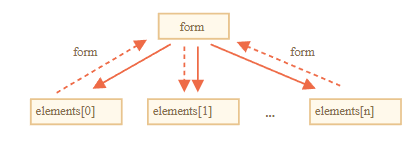 form
form
form
elements[0]
elements[1]
...
elements[n]